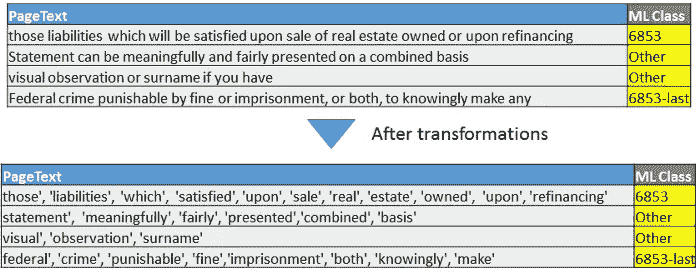 PageText ML Class
those liabilities which will be satisfied upon sale of real estate owned or upon refinancing 6853
Statement can be meaningfully and fairly presented on a combined basis Other
visual observation or surname if you have Other
Federal crime punishable by fine or imprisonment, or both, to knowingly make any 6853-last
After transformations
PageText ML Class
those', 'liabilities', 'which', 'satisfied', 'upon', 'sale', 'real', 'estate', 'owned', 'upon', 'refinancing' 6853
statement', 'meaningfully', 'fairly', 'presented','combined', 'basis' Other
visual', 'observation', 'surname' Other
federal', 'crime', 'punishable', 'fine','imprisonment', 'both', 'knowingly', 'make' 6853-last